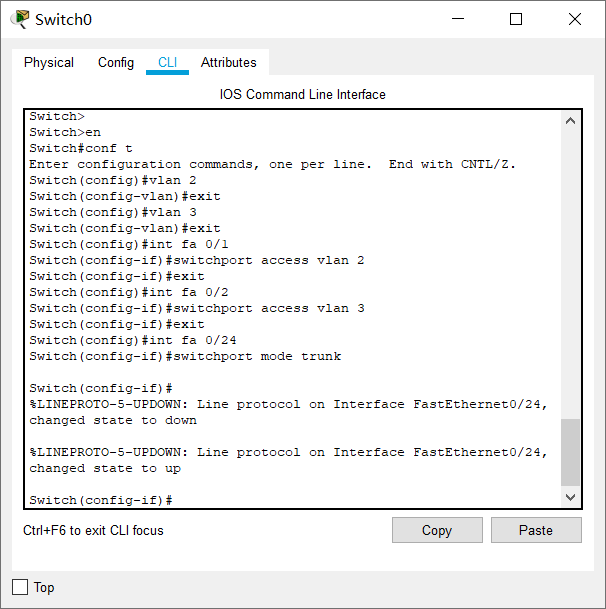 Switch0
Physical Config CLI Attributes
IOS Command Line Interface
Switch>
Switch>en
Switch#conf t
Enter configuration commands, one per line.  End with CNTL/Z.
Switch(config)#vlan 2
Switch(config-vlan)#exit
Switch(config)#vlan 3
Switch(config-vlan)#exit
Switch(config)#int fa 0/1
Switch(config-if)#switchport access vlan 2
Switch(config-if)#exit
Switch(config)#int fa 0/2
Switch(config-if)#switchport access vlan 3
Switch(config-if)#exit
Switch(config)#int fa 0/24
Switch(config-if)#switchport mode trunk
Switch(config-if)#
%LINEPROTO-5-UPDOWN: Line protocol on Interface FastEthernet0/24,
changed state to down
%LINEPROTO-5-UPDOWN: Line protocol on Interface FastEthernet0/24,
changed state to up
Switch(config-if)#
Ctrl+F6 to exit CLI focus Copy Paste
Top